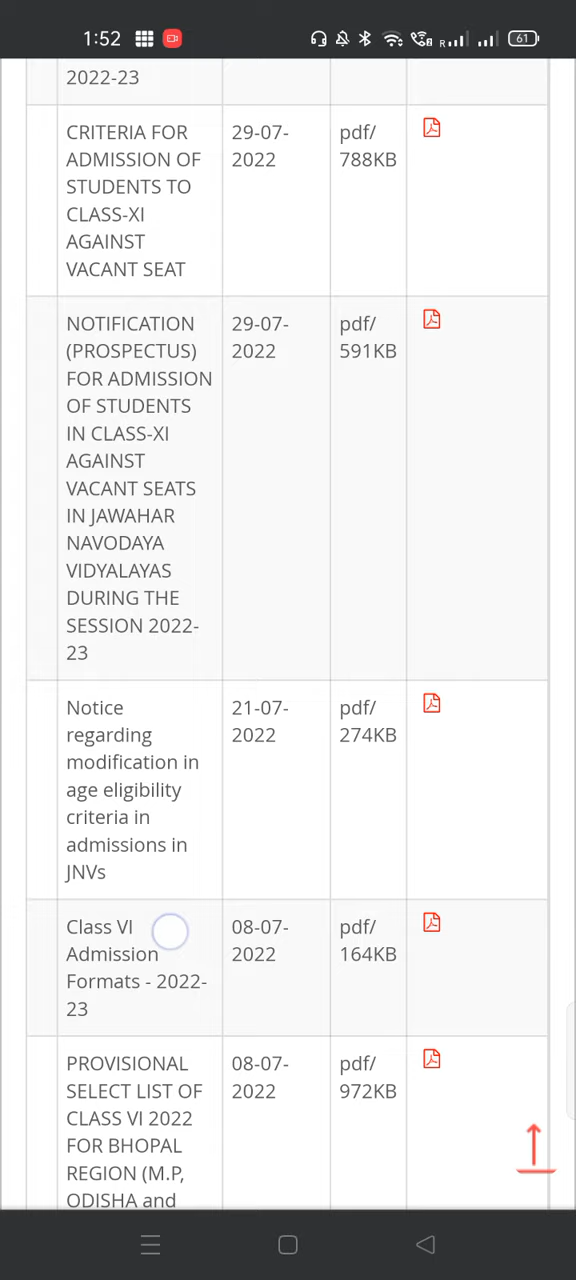 1:52
R
61
2022-23
CRITERIA FOR
ADMISSION OF
STUDENTS TO
CLASS-XI
AGAINST
VACANT SEAT
29-07-
2022
pdf/
788KB
NOTIFICATION
(PROSPECTUS)
FOR ADMISSION
OF STUDENTS
IN CLASS-XI
AGAINST
VACANT SEATS
IN JAWAHAR
NAVODAYA
VIDYALAYAS
DURING THE
SESSION 2022-
23
29-07-
2022
pdf/
591KB
Notice
regarding
modification in
age eligibility
criteria in
admissions in
JNVs
21-07-
2022
pdf/
274KB
Class VI
Admission
Formats - 2022-
23
08-07-
2022
pdf/
164KB
PROVISIONAL
SELECT LIST OF
CLASS VI 2022
FOR BHOPAL
REGION (M.P,
ODISHA and
08-07-
2022
pdf/
972KB